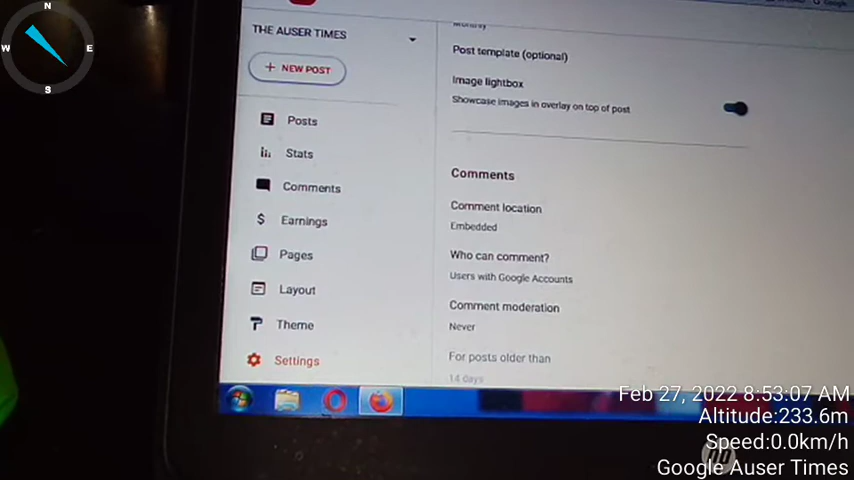 N
W
E
S
THE AUSER TIMES
+ NEW POST
Posts
Stats
Comments
Earnings
Pages
Layout
Theme
Settings
Monthly
Post template (optional)
Image lightbox
Showcase images in overlay on top of post
Comments
Comment location
Embedded
Who can comment?
Users with Google Accounts
Comment moderation
Never
For posts older than
14 days
Google
hp
Feb 27, 2022 8:53:07 AM
Altitude:233.6m
Speed:0.0km/h
Google Auser Times